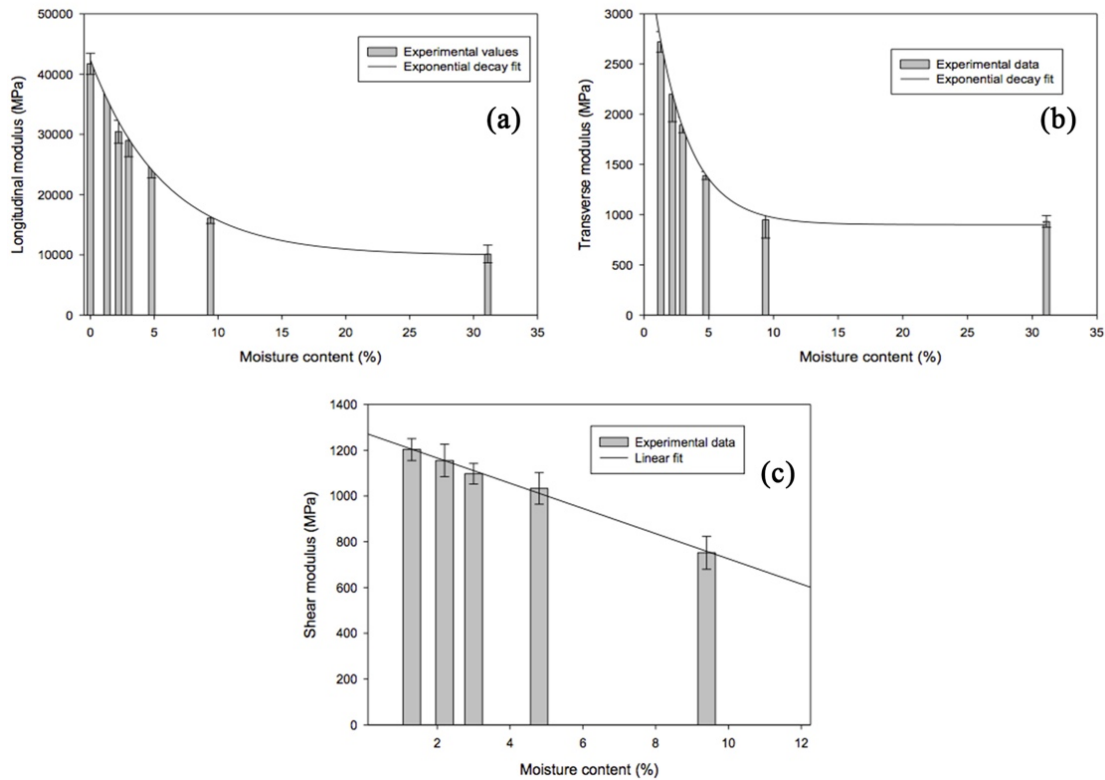 50000
40000
30000
20000
10000
0
Longitudinal modulus (MPa)
Experimental values
Exponential decay fit
(a)
0 5 10 15 20 25 30 35
Moisture content (%)
3000
2500
2000
1500
1000
500
0
Transverse modulus (MPa)
Experimental data
Exponential decay fit
(b)
0 5 10 15 20 25 30 35
Moisture content (%)
1400
1200
1000
800
600
400
200
0
Shear modulus (MPa)
Experimental data
Linear fit
(c)
2 4 6 8 10 12
Moisture content (%)